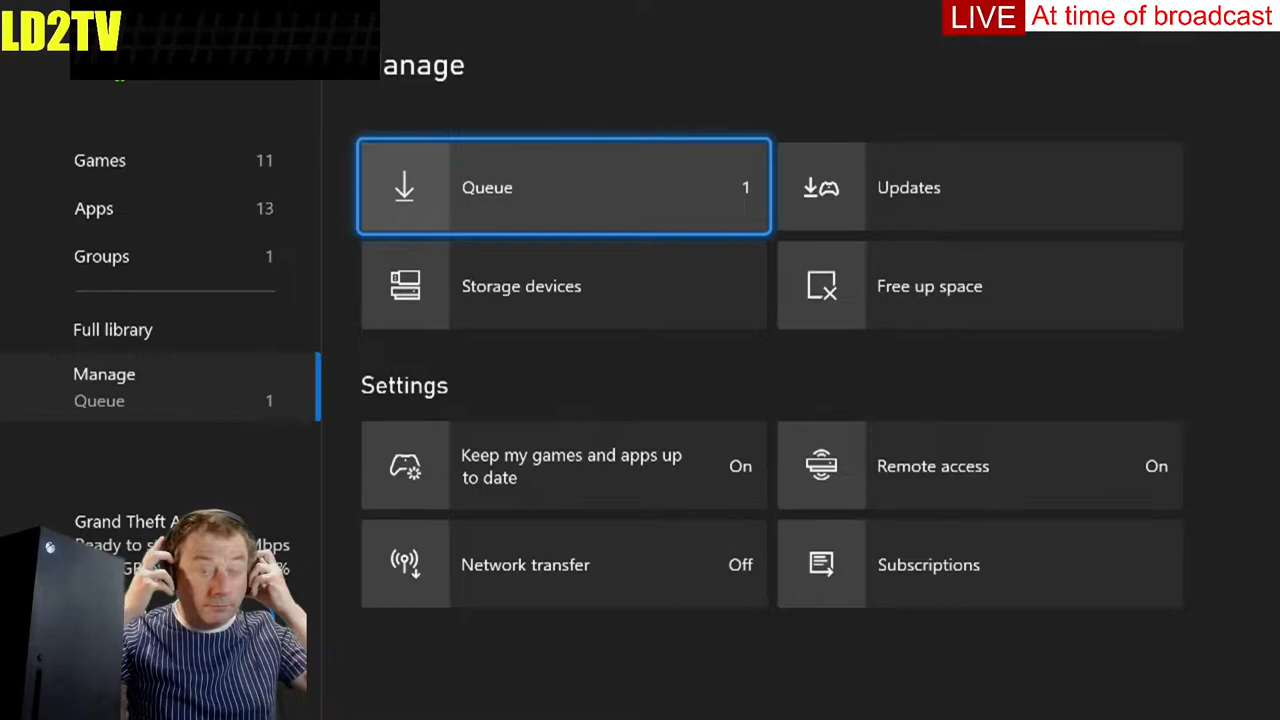 LD2TV
LIVE At time of broadcast
anage
Games 11
Apps 13
Groups 1
Full library
Manage
Queue 1
Grand Theft A
Ready to s
Mbps
%
Queue 1
Updates
Storage devices
Free up space
Settings
Keep my games and apps up
to date
On
Remote access On
Network transfer Off
Subscriptions